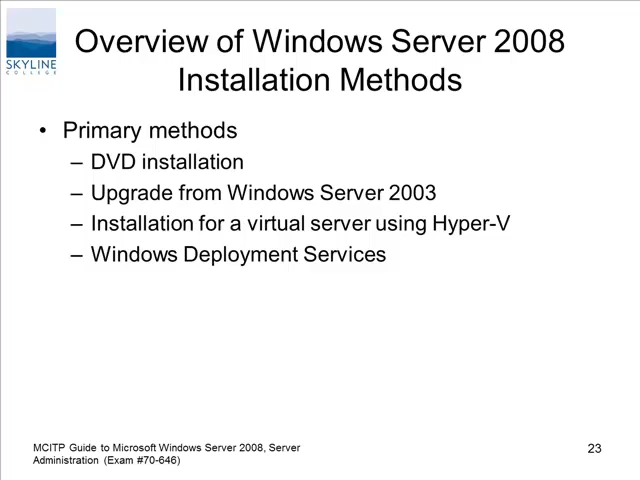 SKYLINE
COLLEGE
Overview of Windows Server 2008
Installation Methods
• Primary methods
– DVD installation
– Upgrade from Windows Server 2003
– Installation for a virtual server using Hyper-V
– Windows Deployment Services
MCITP Guide to Microsoft Windows Server 2008, Server
Administration (Exam #70-646)
23